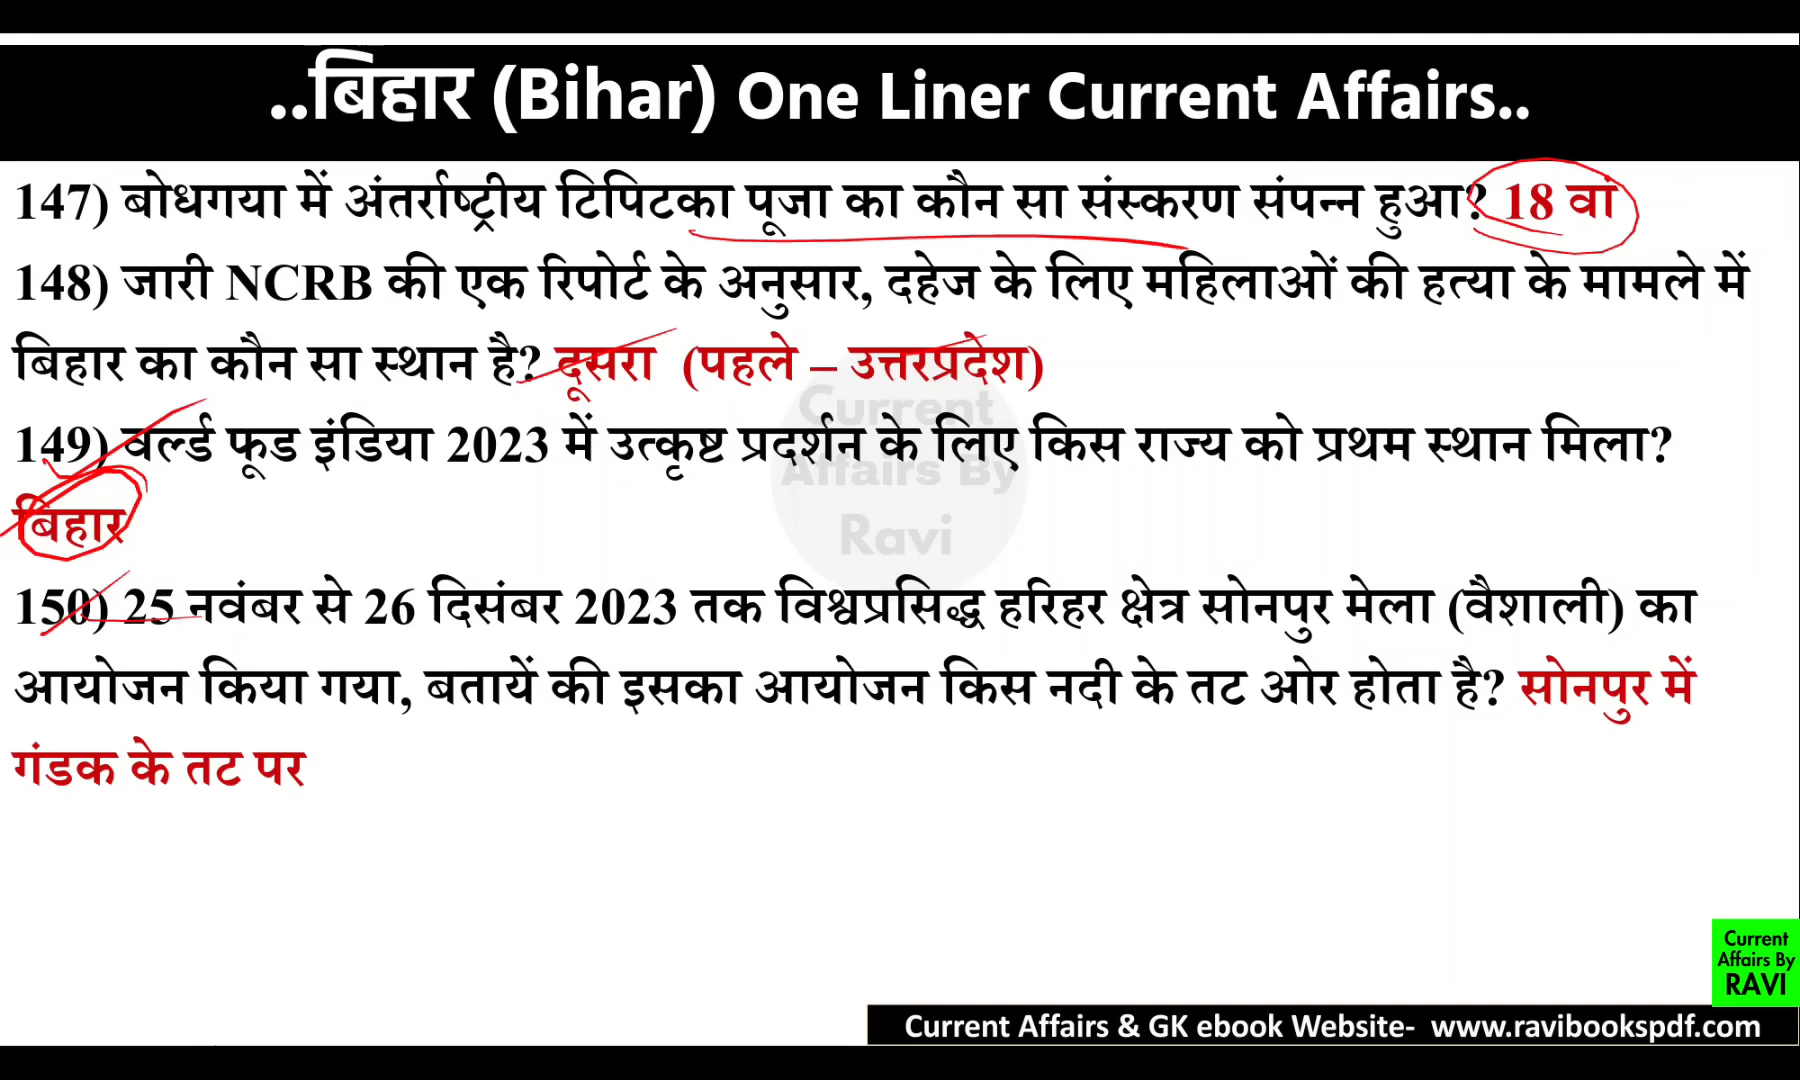 ..बिहार (Bihar) One Liner Current Affairs..
147) बोधगया में अंतर्राष्ट्रीय टिपिटका पूजा का कौन सा संस्करण संपन्न हुआ? 18 वां
148) जारी NCRB की एक रिपोर्ट के अनुसार, दहेज के लिए महिलाओं की हत्या के मामले में
बिहार का कौन सा स्थान है? दूसरा (पहले – उत्तरप्रदेश)
149) वर्ल्ड फूड इंडिया 2023 में उत्कृष्ट प्रदर्शन के लिए किस राज्य को प्रथम स्थान मिला?
बिहार
150) 25 नवंबर से 26 दिसंबर 2023 तक विश्वप्रसिद्ध हरिहर क्षेत्र सोनपुर मेला (वैशाली) का
आयोजन किया गया, बतायें की इसका आयोजन किस नदी के तट ओर होता है? सोनपुर में
गंडक के तट पर
Current
Affairs By
Ravi
Current
Affairs By
RAVI
Current Affairs & GK ebook Website- www.ravibookspdf.com